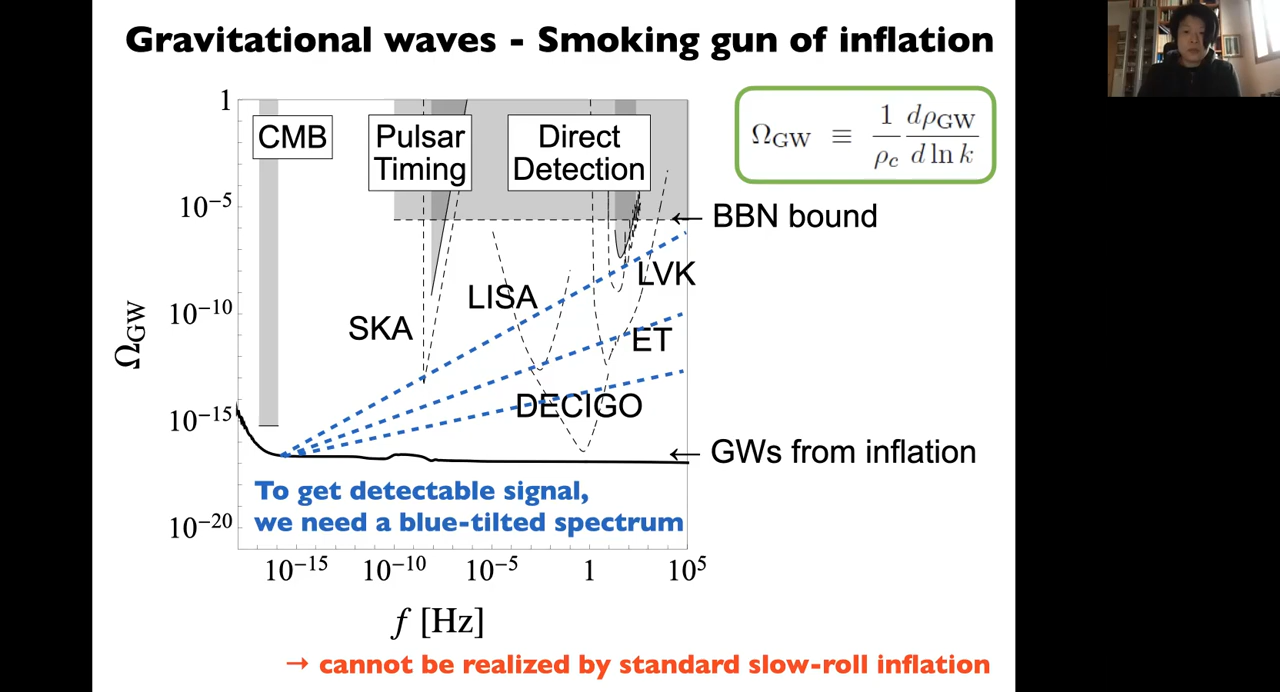 Gravitational waves - Smoking gun of inflation
1
CMB
Pulsar
Timing
Direct
Detection
Ω_GW ≡ 1/ρ_c dρ_GW/d ln k
10⁻⁵
← BBN bound
LVK
LISA
10⁻¹⁰
SKA
ET
Ω_GW
DECIGO
10⁻¹⁵
← GWs from inflation
To get detectable signal,
we need a blue-tilted spectrum
10⁻²⁰
10⁻¹⁵ 10⁻¹⁰ 10⁻⁵ 1 10⁵
f [Hz]
→ cannot be realized by standard slow-roll inflation